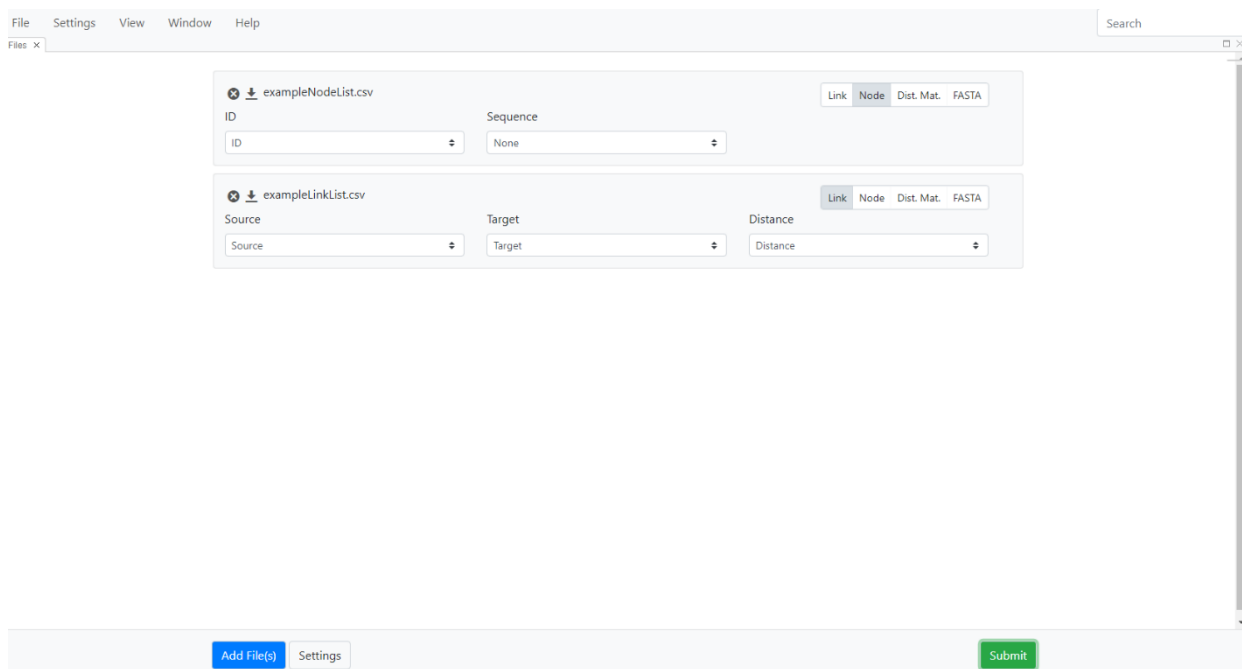 File Settings View Window Help Search
Files ×
exampleNodeList.csv Link Node Dist. Mat. FASTA
ID Sequence
ID None
exampleLinkList.csv Link Node Dist. Mat. FASTA
Source Target Distance
Source Target Distance
Add File(s) Settings Submit